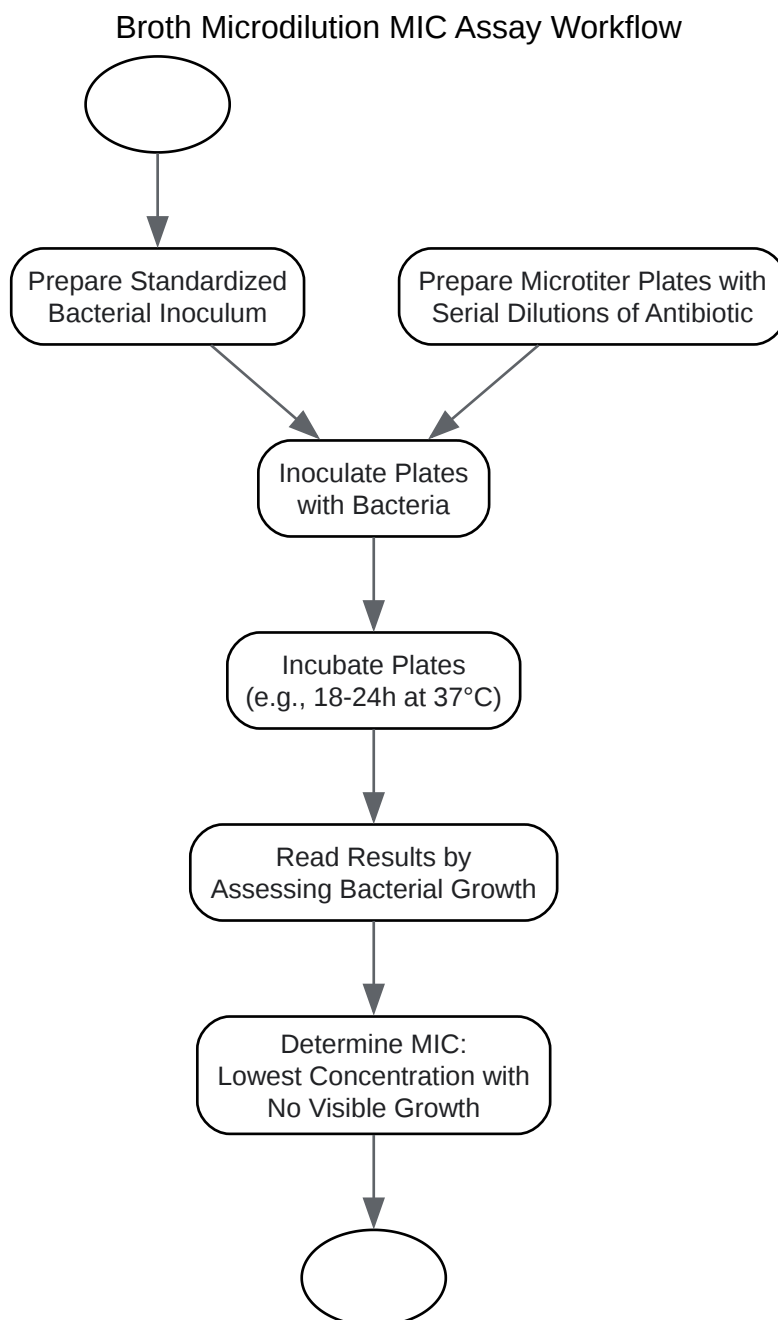 Broth Microdilution MIC Assay Workflow
Prepare Standardized
Bacterial Inoculum
Prepare Microtiter Plates with
Serial Dilutions of Antibiotic
Inoculate Plates
with Bacteria
Incubate Plates
(e.g., 18-24h at 37°C)
Read Results by
Assessing Bacterial Growth
Determine MIC:
Lowest Concentration with
No Visible Growth